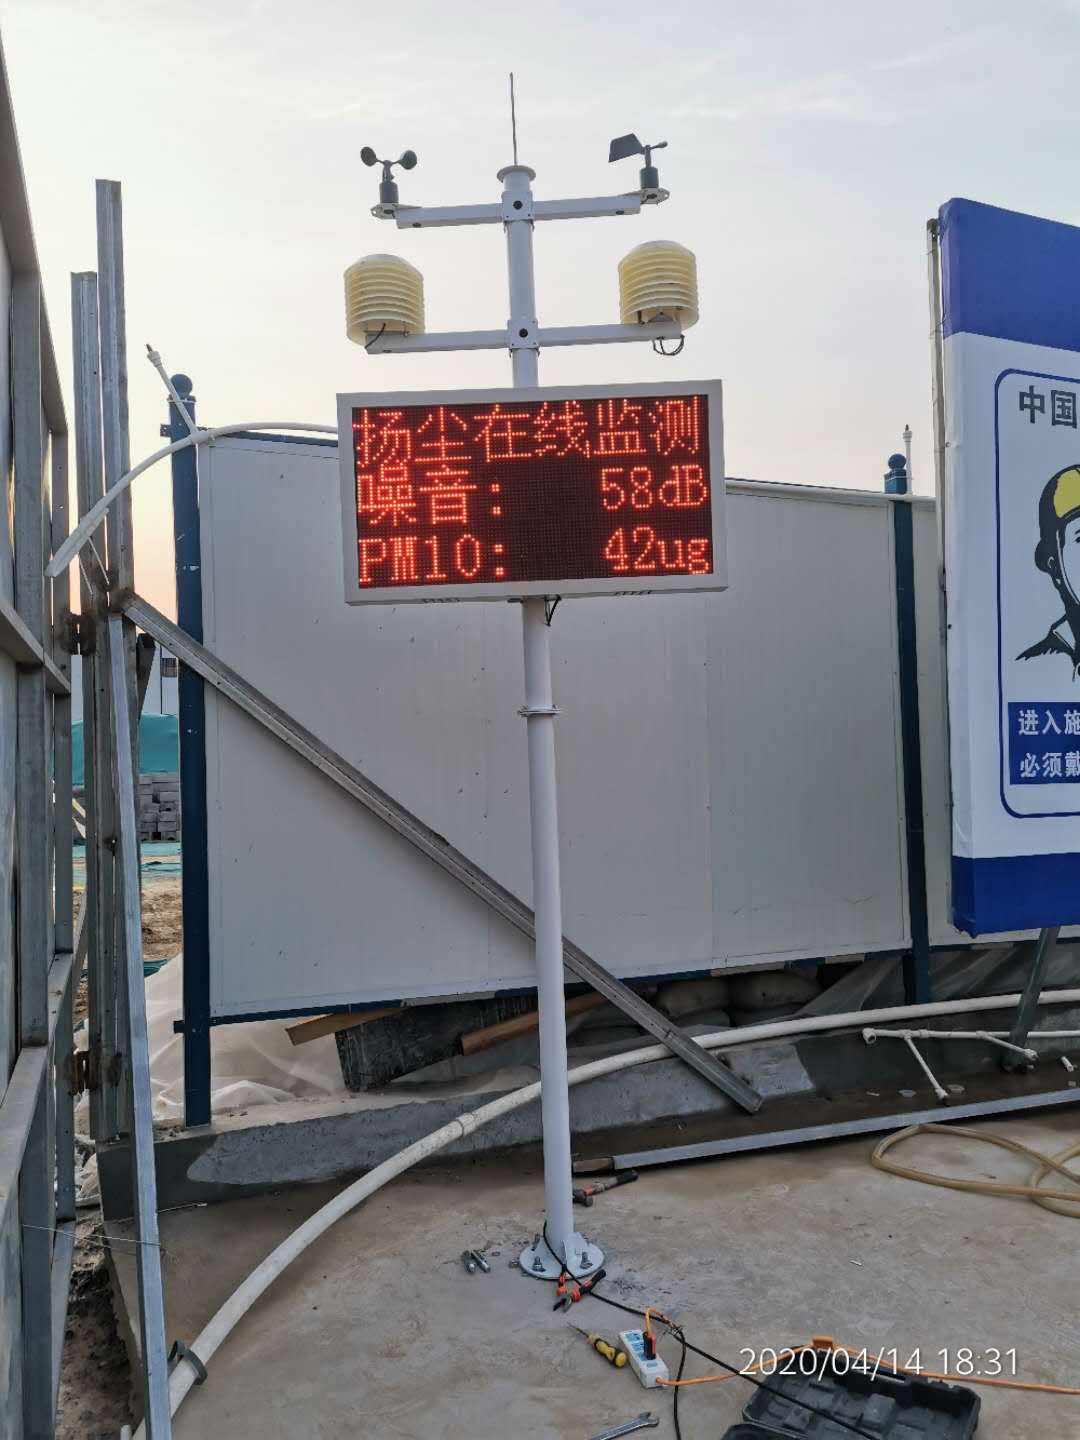 扬尘在线监测
噪音: 58dB
PM10: 42ug
中国
进入施
必须戴
2020/04/14 18:31